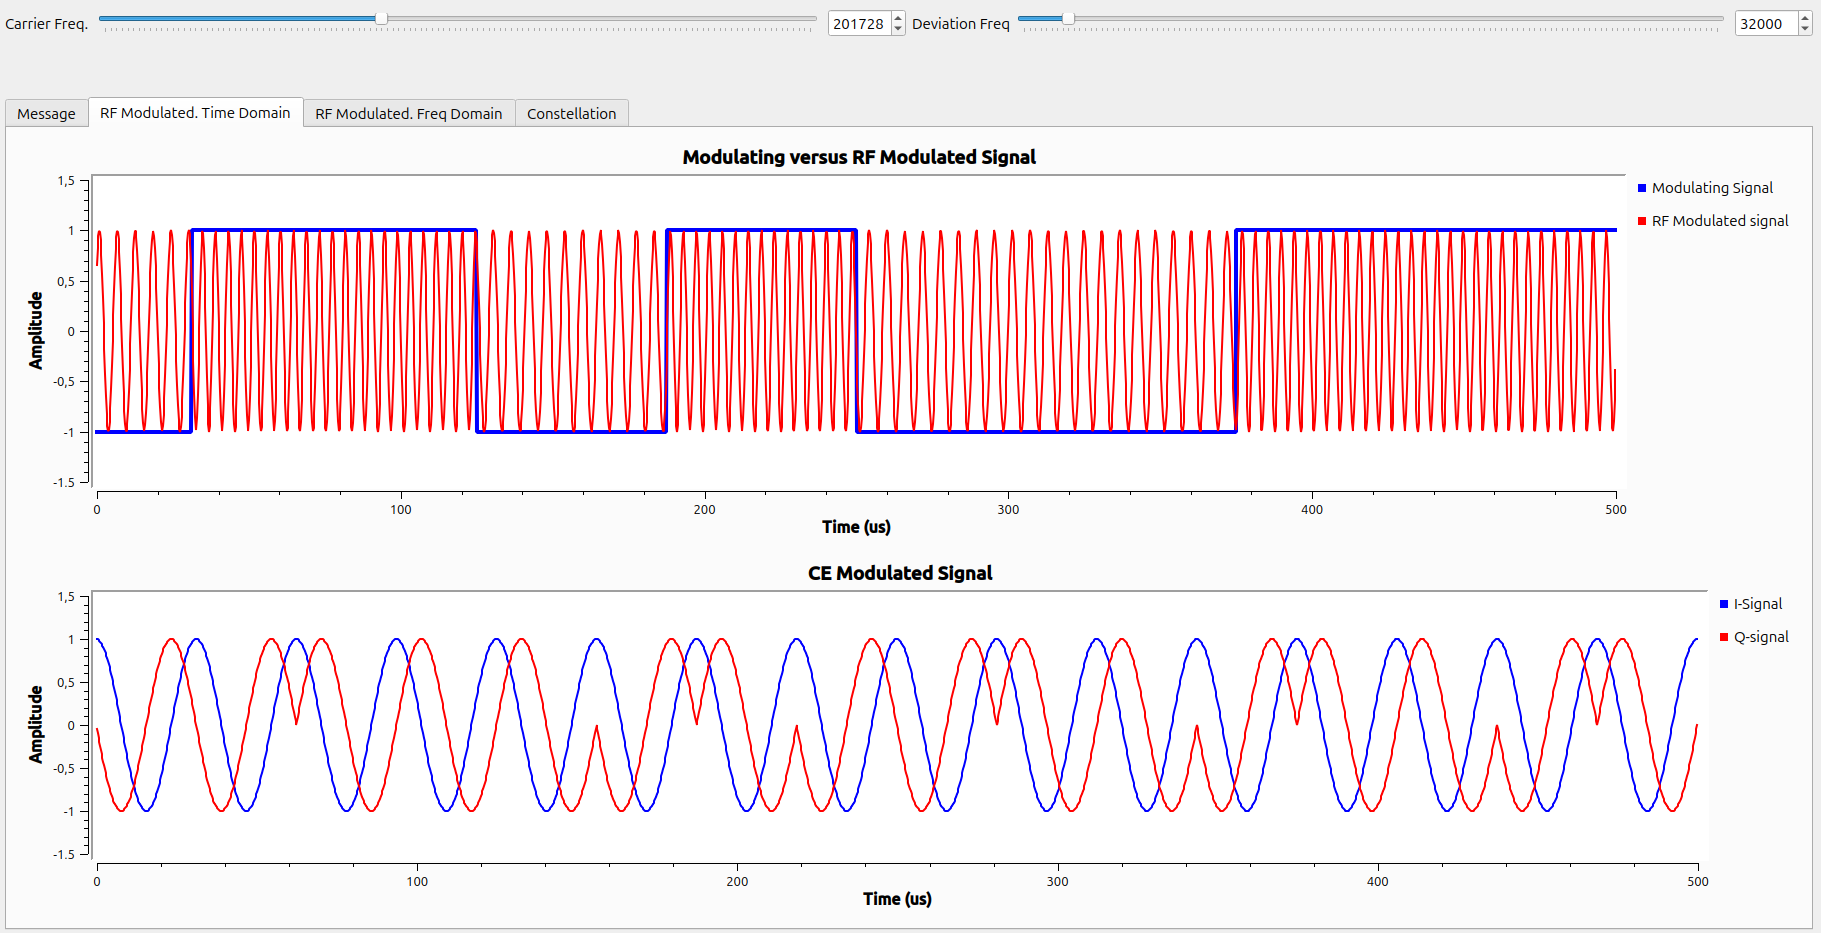 Carrier Freq. 201728 Deviation Freq 32000
Message RF Modulated. Time Domain RF Modulated. Freq Domain Constellation
Modulating versus RF Modulated Signal
1,5
1
0,5
0
-0,5
-1
-1.5
Amplitude
0 100 200 300 400 500
Time (us)
Modulating Signal
RF Modulated signal
CE Modulated Signal
1,5
1
0,5
0
-0,5
-1
-1.5
Amplitude
0 100 200 300 400 500
Time (us)
I-Signal
Q-signal